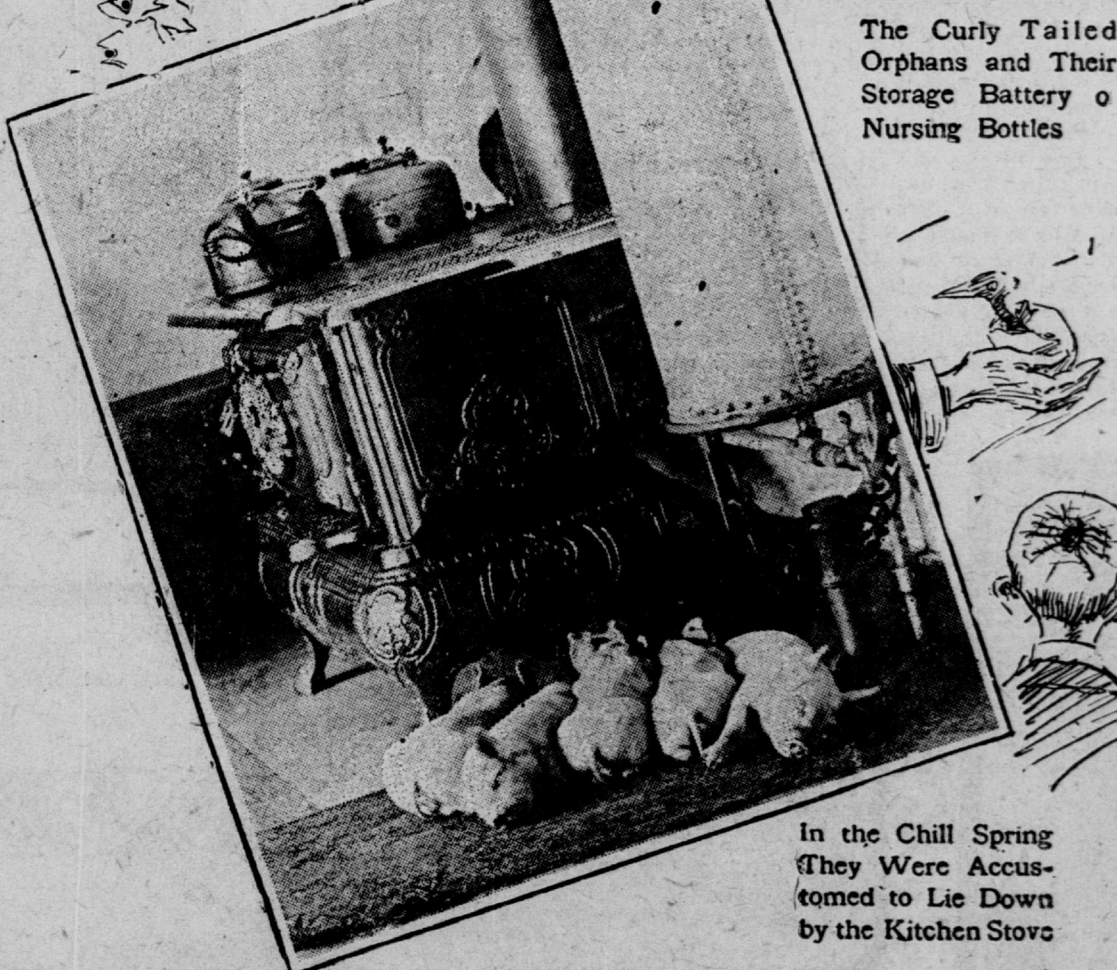 The Curly Tailed
Orphans and Their
Storage Battery o
Nursing Bottles
In the Chill Spring
They Were Accus-
tomed to Lie Down
by the Kitchen Stove